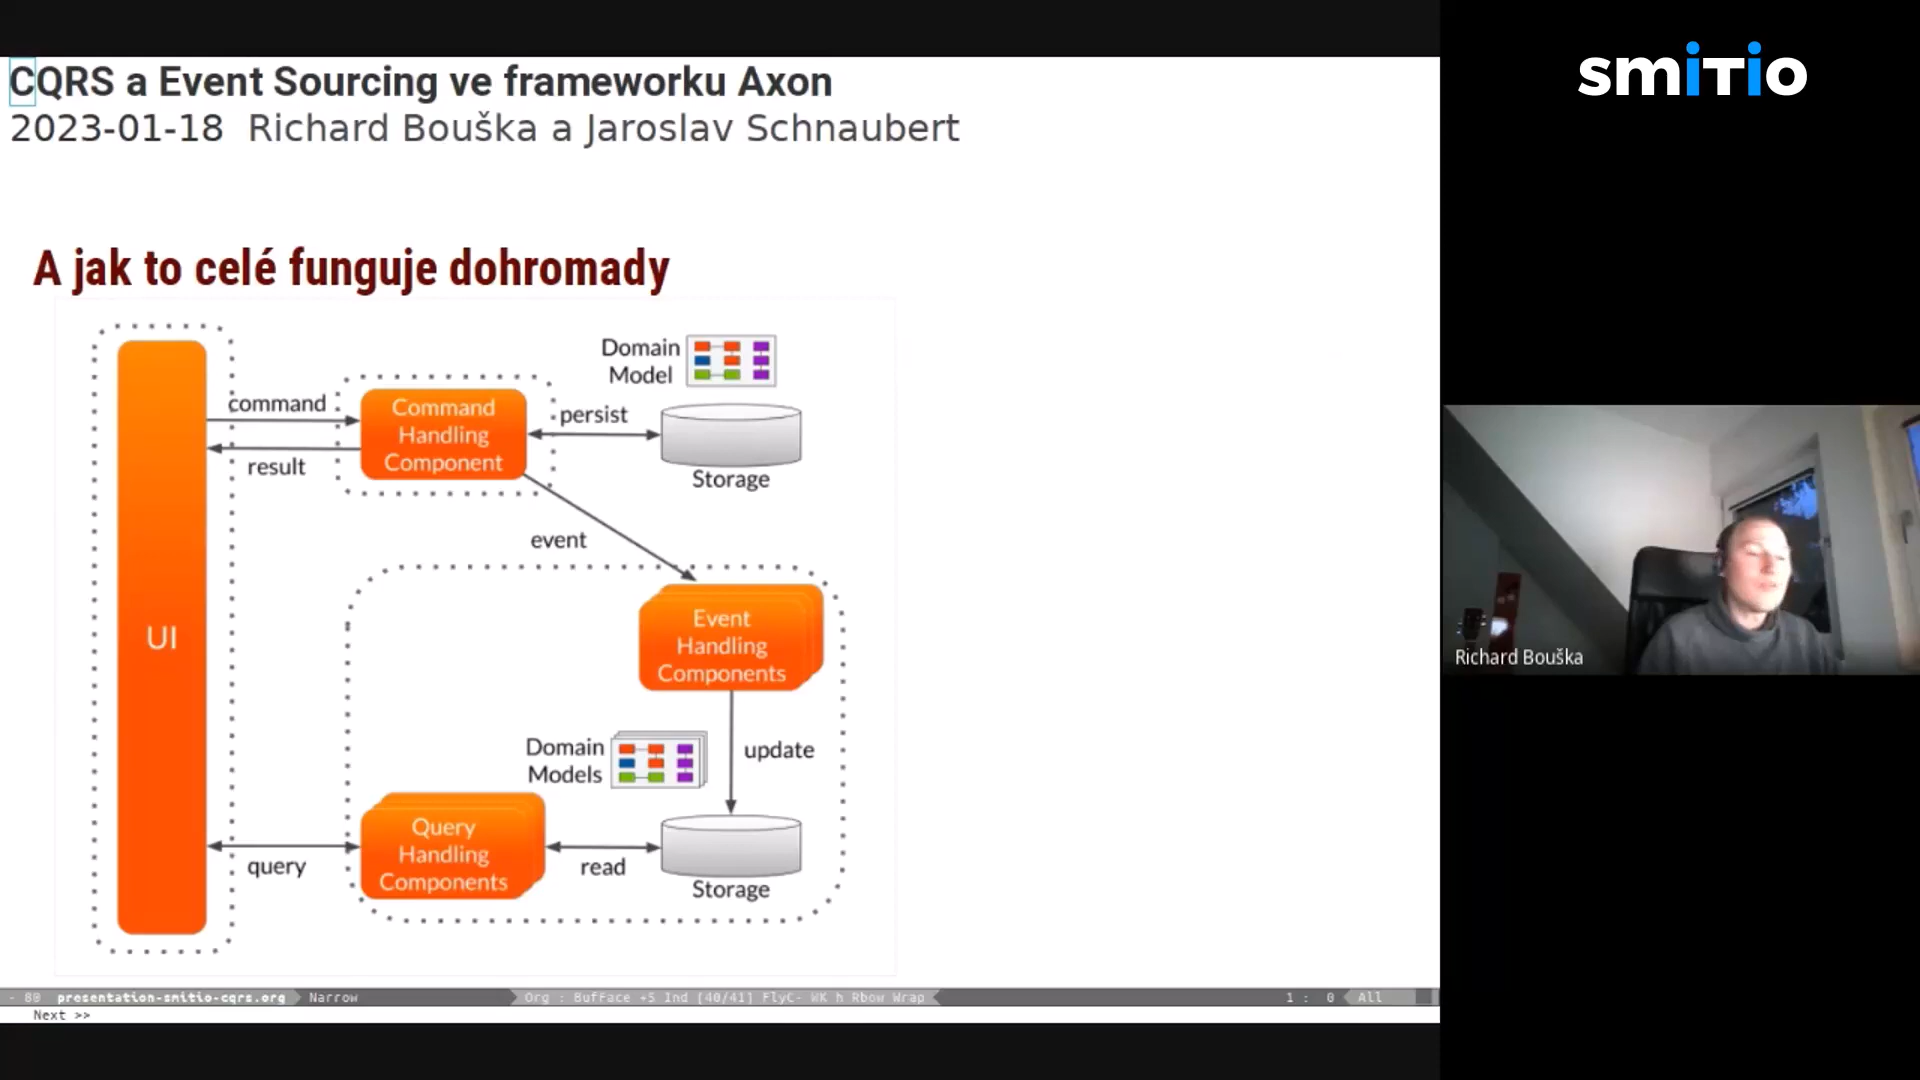 CQRS a Event Sourcing ve frameworku Axon
2023-01-18 Richard Bouška a Jaroslav Schnaubert
A jak to celé funguje dohromady
UI
command
result
Command
Handling
Component
persist
Domain
Model
Storage
event
Event
Handling
Components
update
Domain
Models
Query
Handling
Components
query
read
Storage
- 80 presentation-smitio-cqrs.org Narrow Org : BufFace +S Ind [40/41] FlyC- WK h Rbow Wrap 1 : 0 All
Next >>
smitio
Richard Bouška